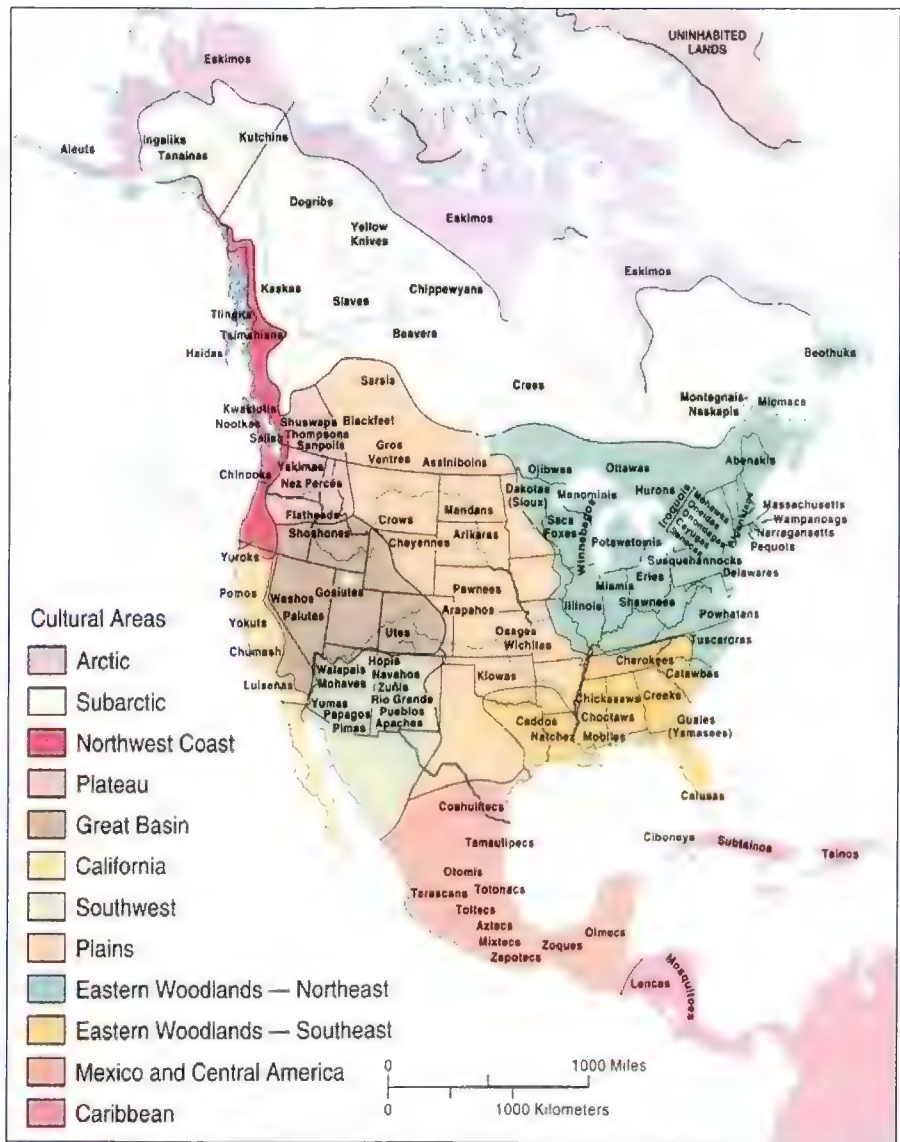 UNINHABITED
LANDS
Eskimos
Aleuts
Ingaliks
Tanainas
Kutchins
Dogribs
Yellow
Knives
Eskimos
Eskimos
Kaskas
Slaves
Chippewyans
Beavers
Tlingits
Tsimshians
Haidas
Beothuks
Crees
Montagnais-
Naskapis
Micmacs
Sarsis
Kwakiutls
Nootkas
Salish
Shuswaps
Thompsons
Sanpoils
Blackfeet
Gros
Ventres
Assiniboins
Chinooks
Yakimas
Nez Percés
Flatheads
Ojibwas
Ottawas
Abenakis
Dakotas
(Sioux)
Menominis
Hurons
Iroquois
Mohawks
Oneidas
Onondagas
Cayugas
Senecas
Massachusetts
Wampanoags
Narragansetts
Pequots
Crows
Mandans
Arikaras
Sacs
Foxes
Winnebagos
Potawatomis
Susquehannocks
Delawares
Shoshones
Cheyennes
Yuroks
Pomos
Yokuts
Chumash
Luiseñas
Washos
Paiutes
Gosiutes
Utes
Pawnees
Arapahos
Miamis
Eries
Illinois
Shawnees
Powhatans
Tuscaroras
Osages
Wichitas
Kiowas
Cherokees
Catawbas
Walapais
Mohaves
Hopis
Navahos
Zuñis
Rio Grande
Pueblos
Apaches
Yumas
Papagos
Pimas
Chickasaws
Creeks
Caddos
Choctaws
Natchez
Mobiles
Guales
(Yamasees)
Calusas
Coahuiltecs
Tamaulipecs
Ciboneys
Subtainos
Tainos
Otomis
Tarascans
Totonacs
Toltecs
Aztecs
Mixtecs
Zapotecs
Zoques
Olmecs
Lencas
Mosquitoes
Cultural Areas
Arctic
Subarctic
Northwest Coast
Plateau
Great Basin
California
Southwest
Plains
Eastern Woodlands — Northeast
Eastern Woodlands — Southeast
Mexico and Central America
Caribbean
0 1000 Miles
0 1000 Kilometers